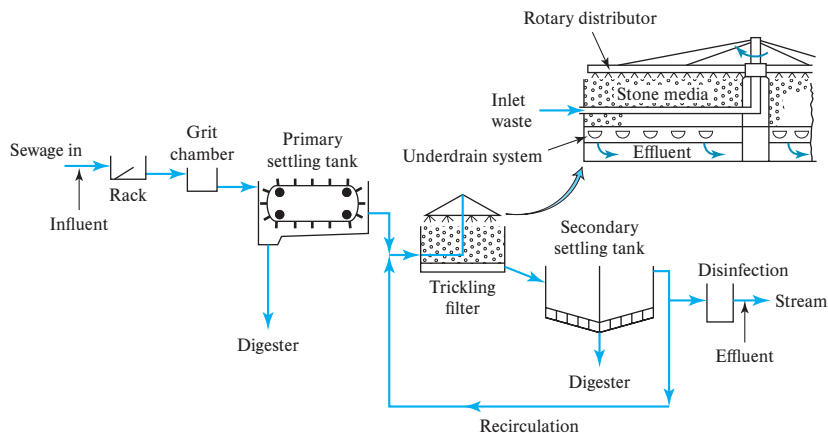 Rotary distributor
Stone media
Inlet
waste
Underdrain system
Effluent
Sewage in
Influent
Rack
Grit
chamber
Primary
settling tank
Digester
Trickling
filter
Secondary
settling tank
Digester
Disinfection
Stream
Effluent
Recirculation